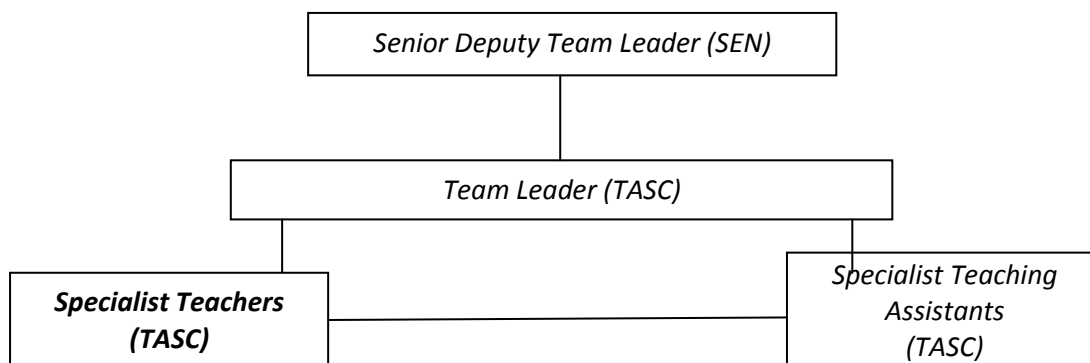 Senior Deputy Team Leader (SEN)
Team Leader (TASC)
Specialist Teachers
(TASC)
Specialist Teaching
Assistants
(TASC)